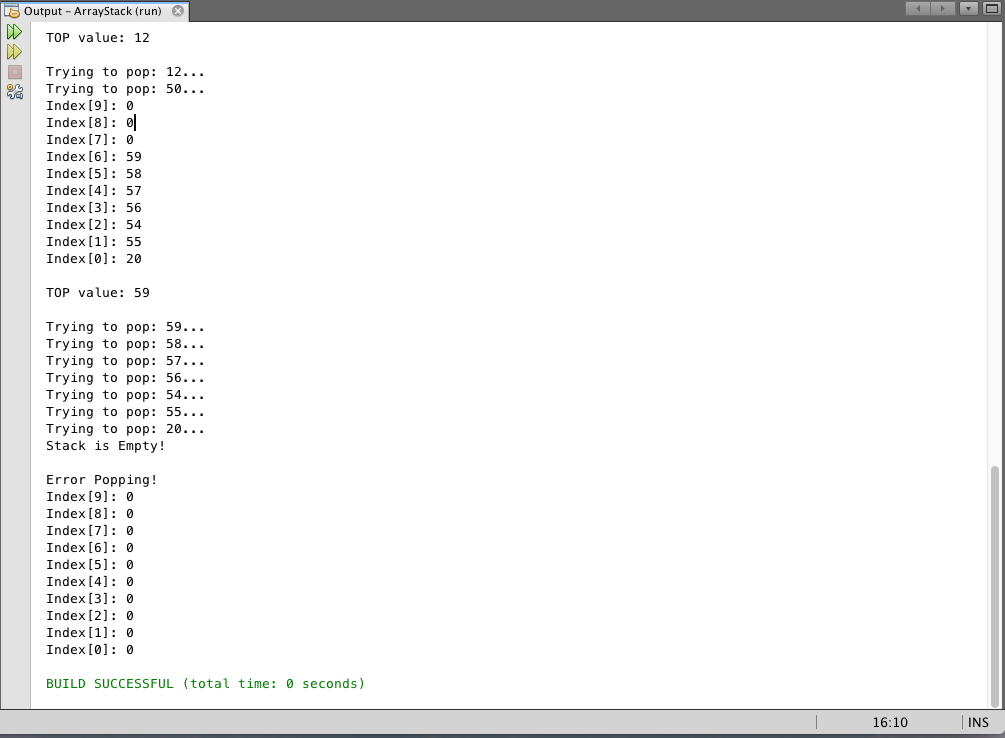 Output – ArrayStack (run)
TOP value: 12
Trying to pop: 12...
Trying to pop: 50...
Index[9]: 0
Index[8]: 0
Index[7]: 0
Index[6]: 59
Index[5]: 58
Index[4]: 57
Index[3]: 56
Index[2]: 54
Index[1]: 55
Index[0]: 20
TOP value: 59
Trying to pop: 59...
Trying to pop: 58...
Trying to pop: 57...
Trying to pop: 56...
Trying to pop: 54...
Trying to pop: 55...
Trying to pop: 20...
Stack is Empty!
Error Popping!
Index[9]: 0
Index[8]: 0
Index[7]: 0
Index[6]: 0
Index[5]: 0
Index[4]: 0
Index[3]: 0
Index[2]: 0
Index[1]: 0
Index[0]: 0
BUILD SUCCESSFUL (total time: 0 seconds)
16:10 INS